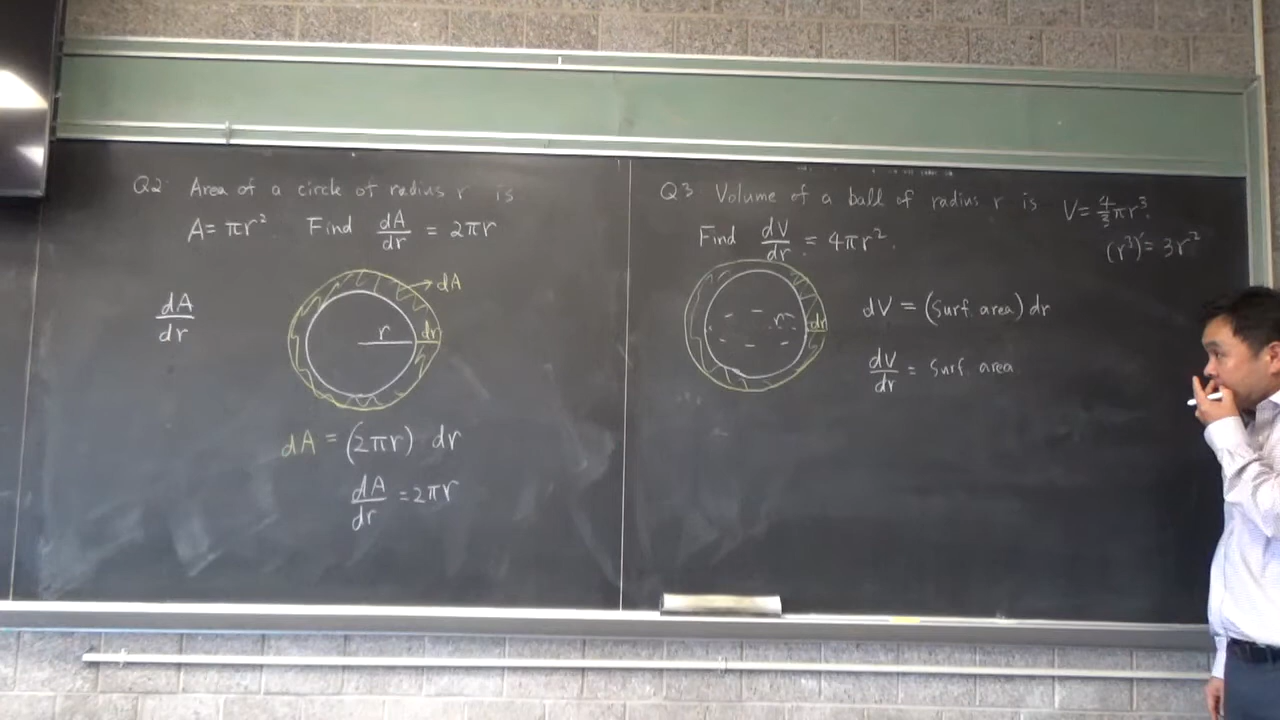 Q2: Area of a circle of radius r is
A = πr² Find dA/dr = 2πr
dA/dr
dA
r dr
dA = (2πr) dr
dA/dr = 2πr
Q3 Volume of a ball of radius r is V = 4/3 πr³.
Find dV/dr = 4πr².
(r³)' = 3r²
r dr
dV = (Surf. area) dr
dV/dr = Surf. area